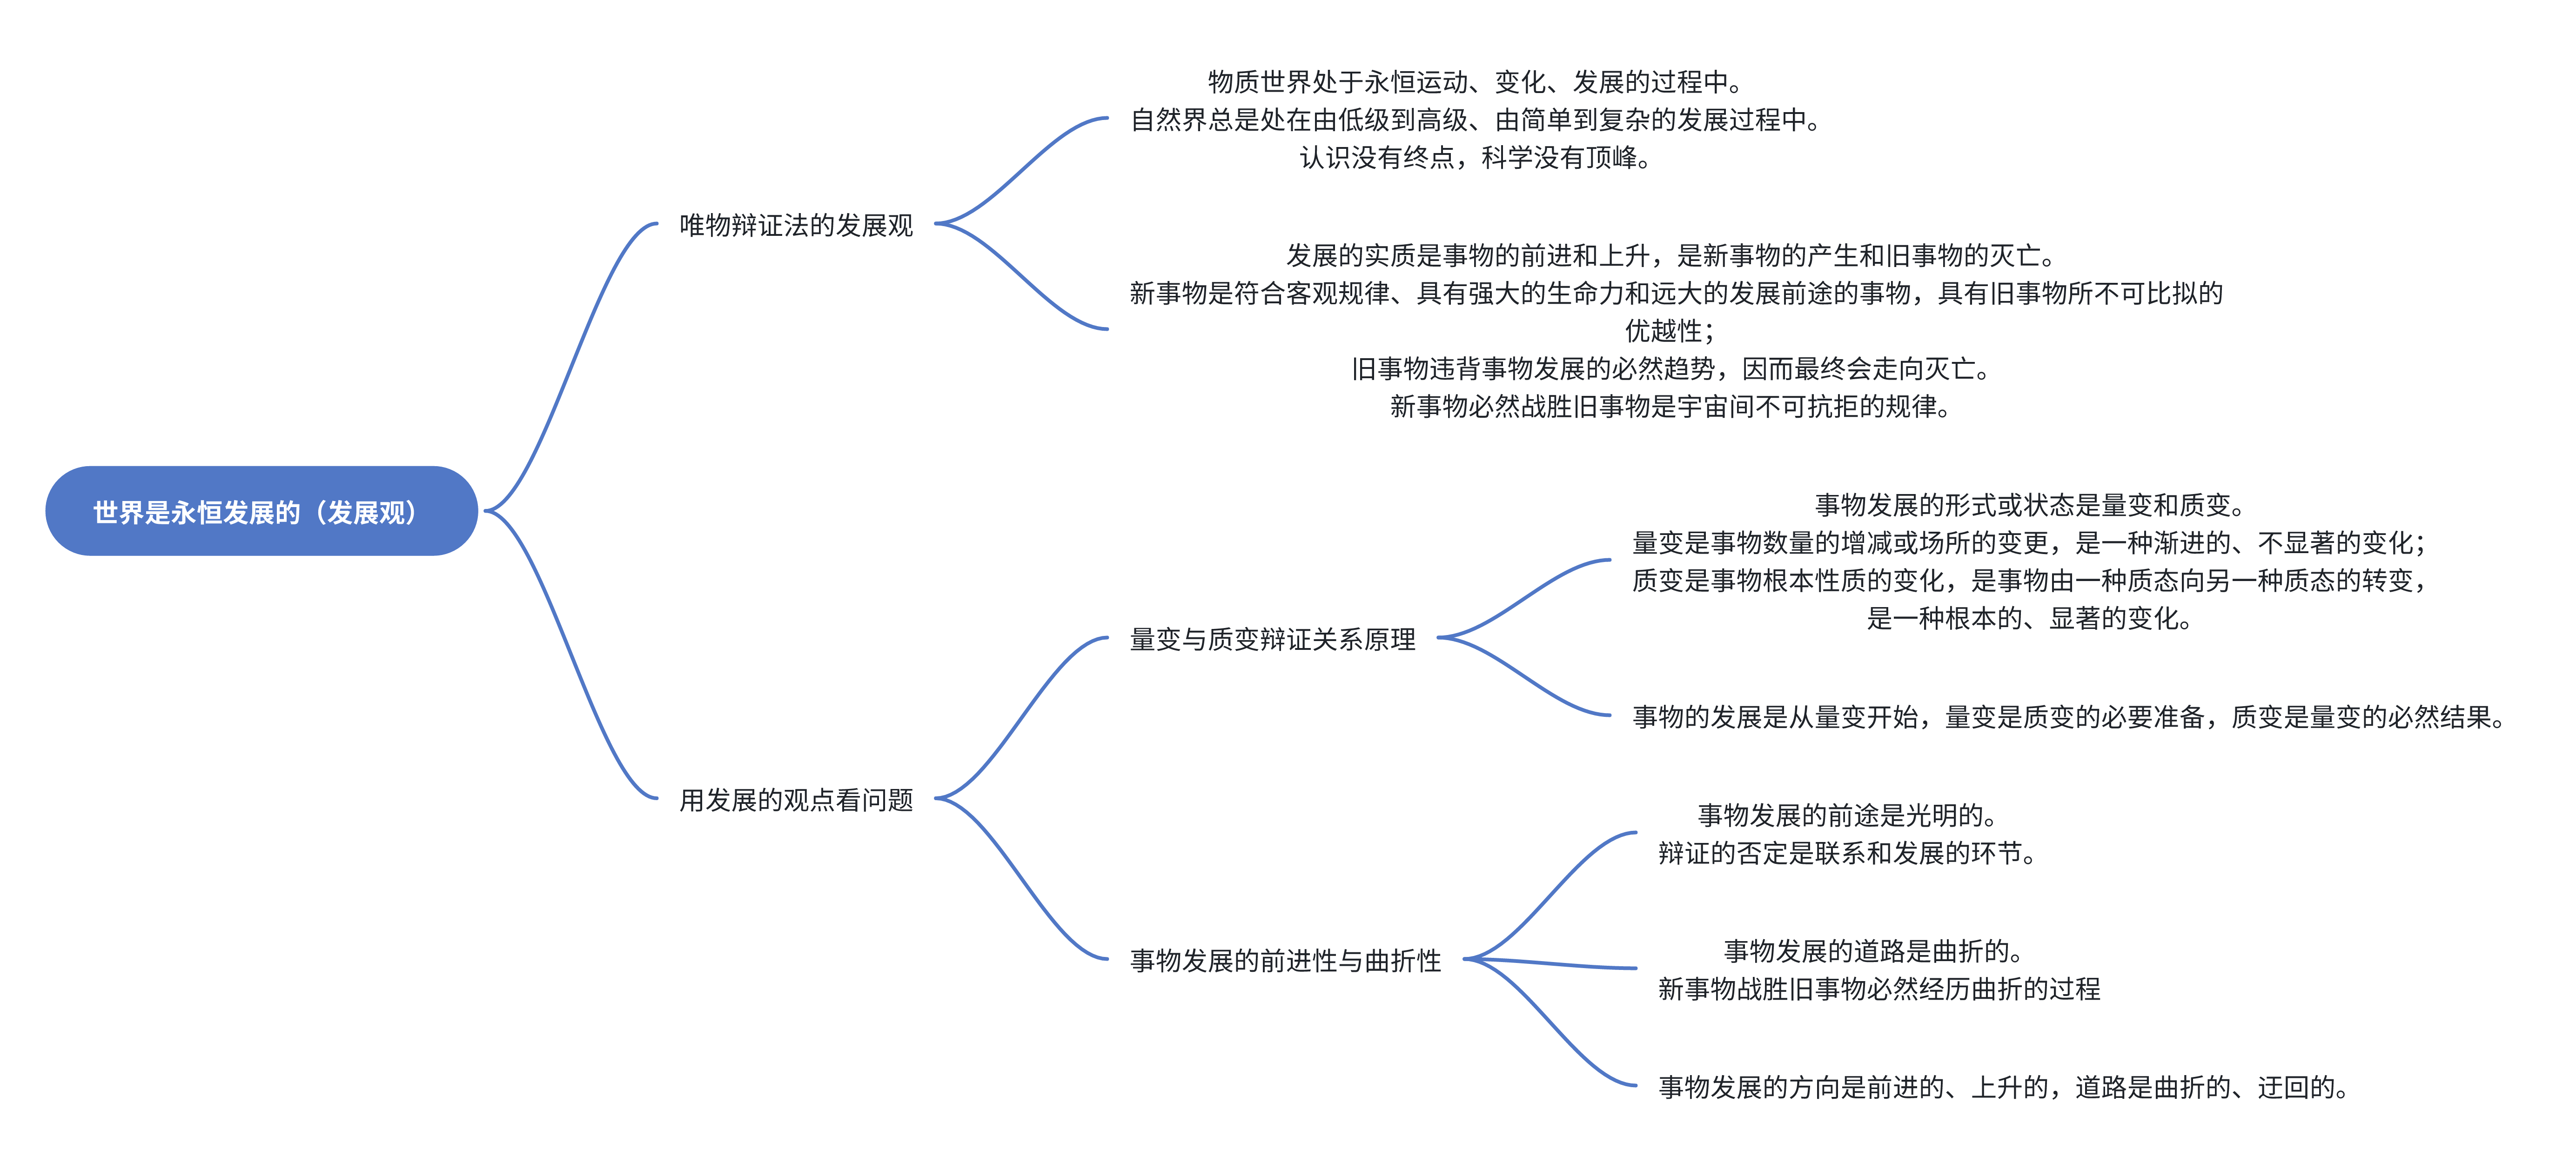 世界是永恒发展的（发展观）
唯物辩证法的发展观
物质世界处于永恒运动、变化、发展的过程中。
自然界总是处在由低级到高级、由简单到复杂的发展过程中。
认识没有终点，科学没有顶峰。
发展的实质是事物的前进和上升，是新事物的产生和旧事物的灭亡。
新事物是符合客观规律、具有强大的生命力和远大的发展前途的事物，具有旧事物所不可比拟的
优越性；
旧事物违背事物发展的必然趋势，因而最终会走向灭亡。
新事物必然战胜旧事物是宇宙间不可抗拒的规律。
用发展的观点看问题
量变与质变辩证关系原理
事物发展的形式或状态是量变和质变。
量变是事物数量的增减或场所的变更，是一种渐进的、不显著的变化；
质变是事物根本性质的变化，是事物由一种质态向另一种质态的转变，
是一种根本的、显著的变化。
事物的发展是从量变开始，量变是质变的必要准备，质变是量变的必然结果。
事物发展的前进性与曲折性
事物发展的前途是光明的。
辩证的否定是联系和发展的环节。
事物发展的道路是曲折的。
新事物战胜旧事物必然经历曲折的过程
事物发展的方向是前进的、上升的，道路是曲折的、迂回的。